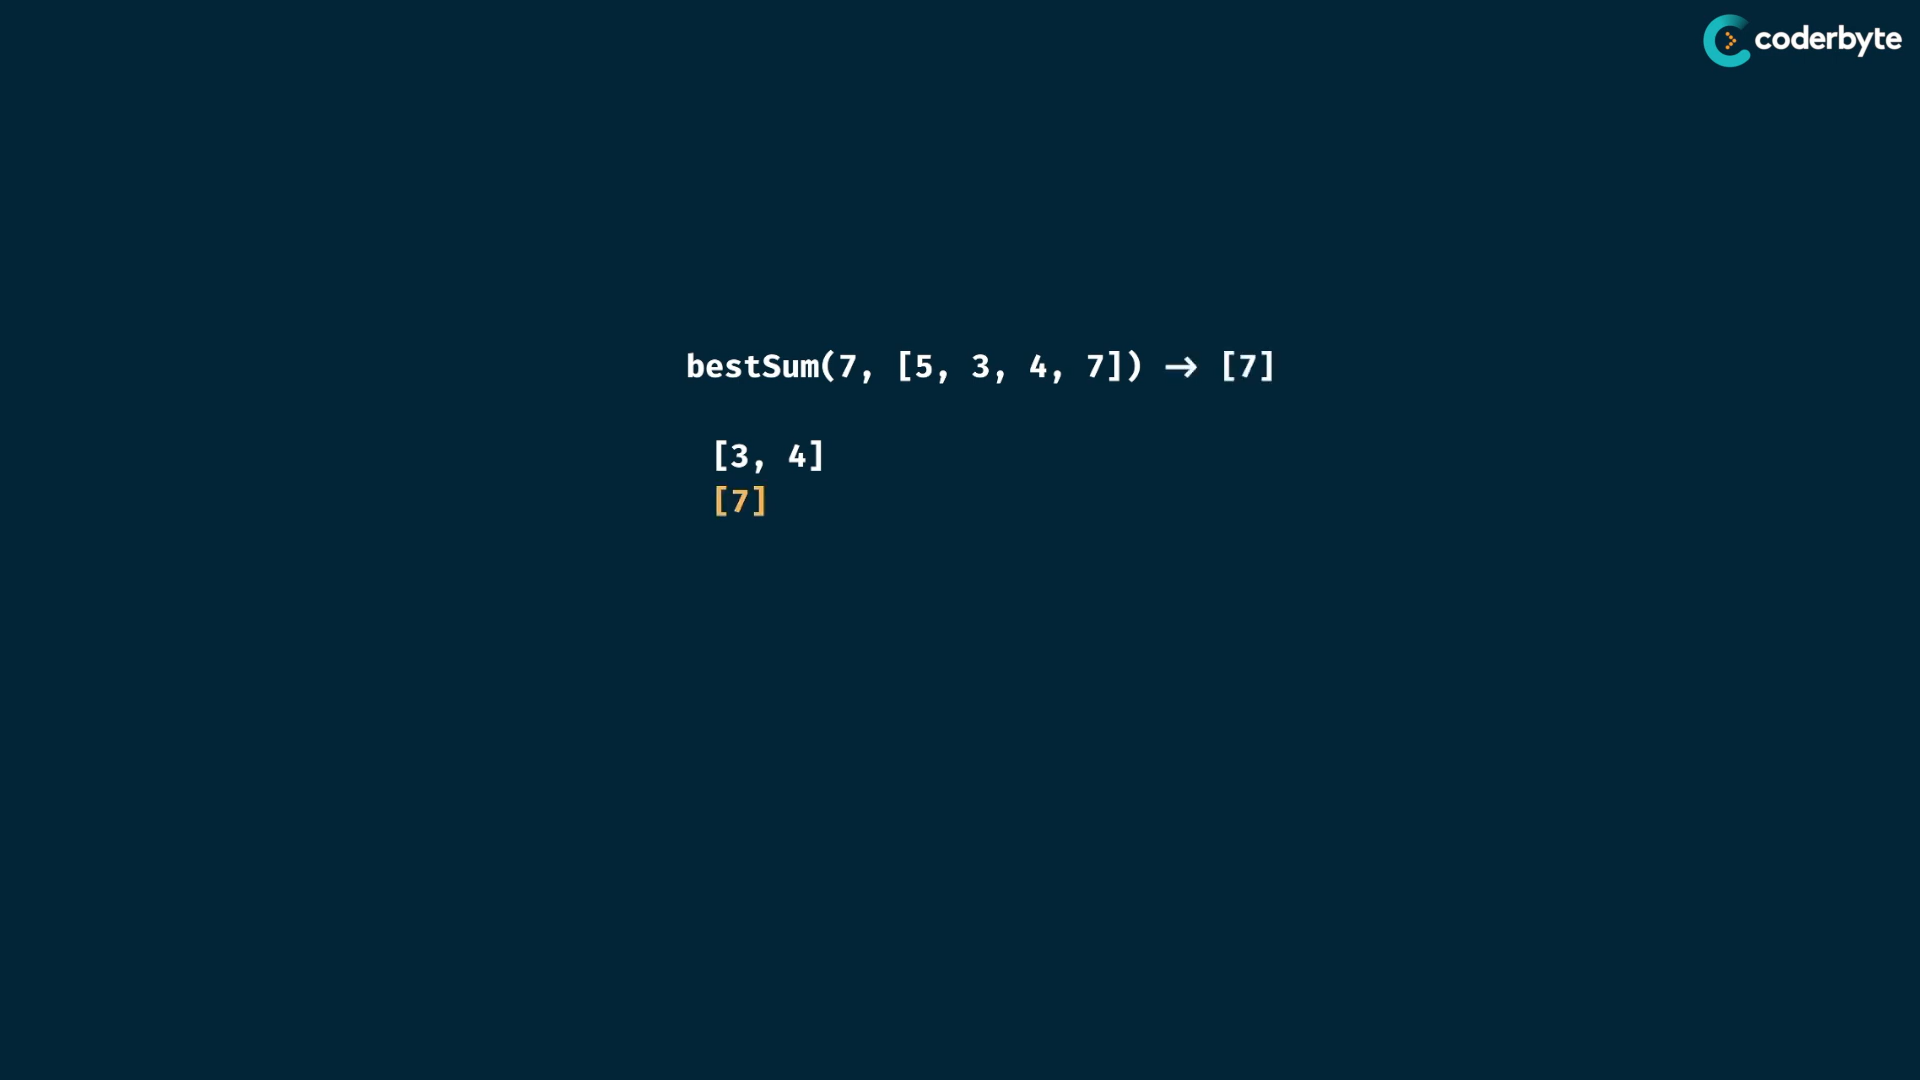 coderbyte
bestSum(7, [5, 3, 4, 7]) → [7]
[3, 4]
[7]